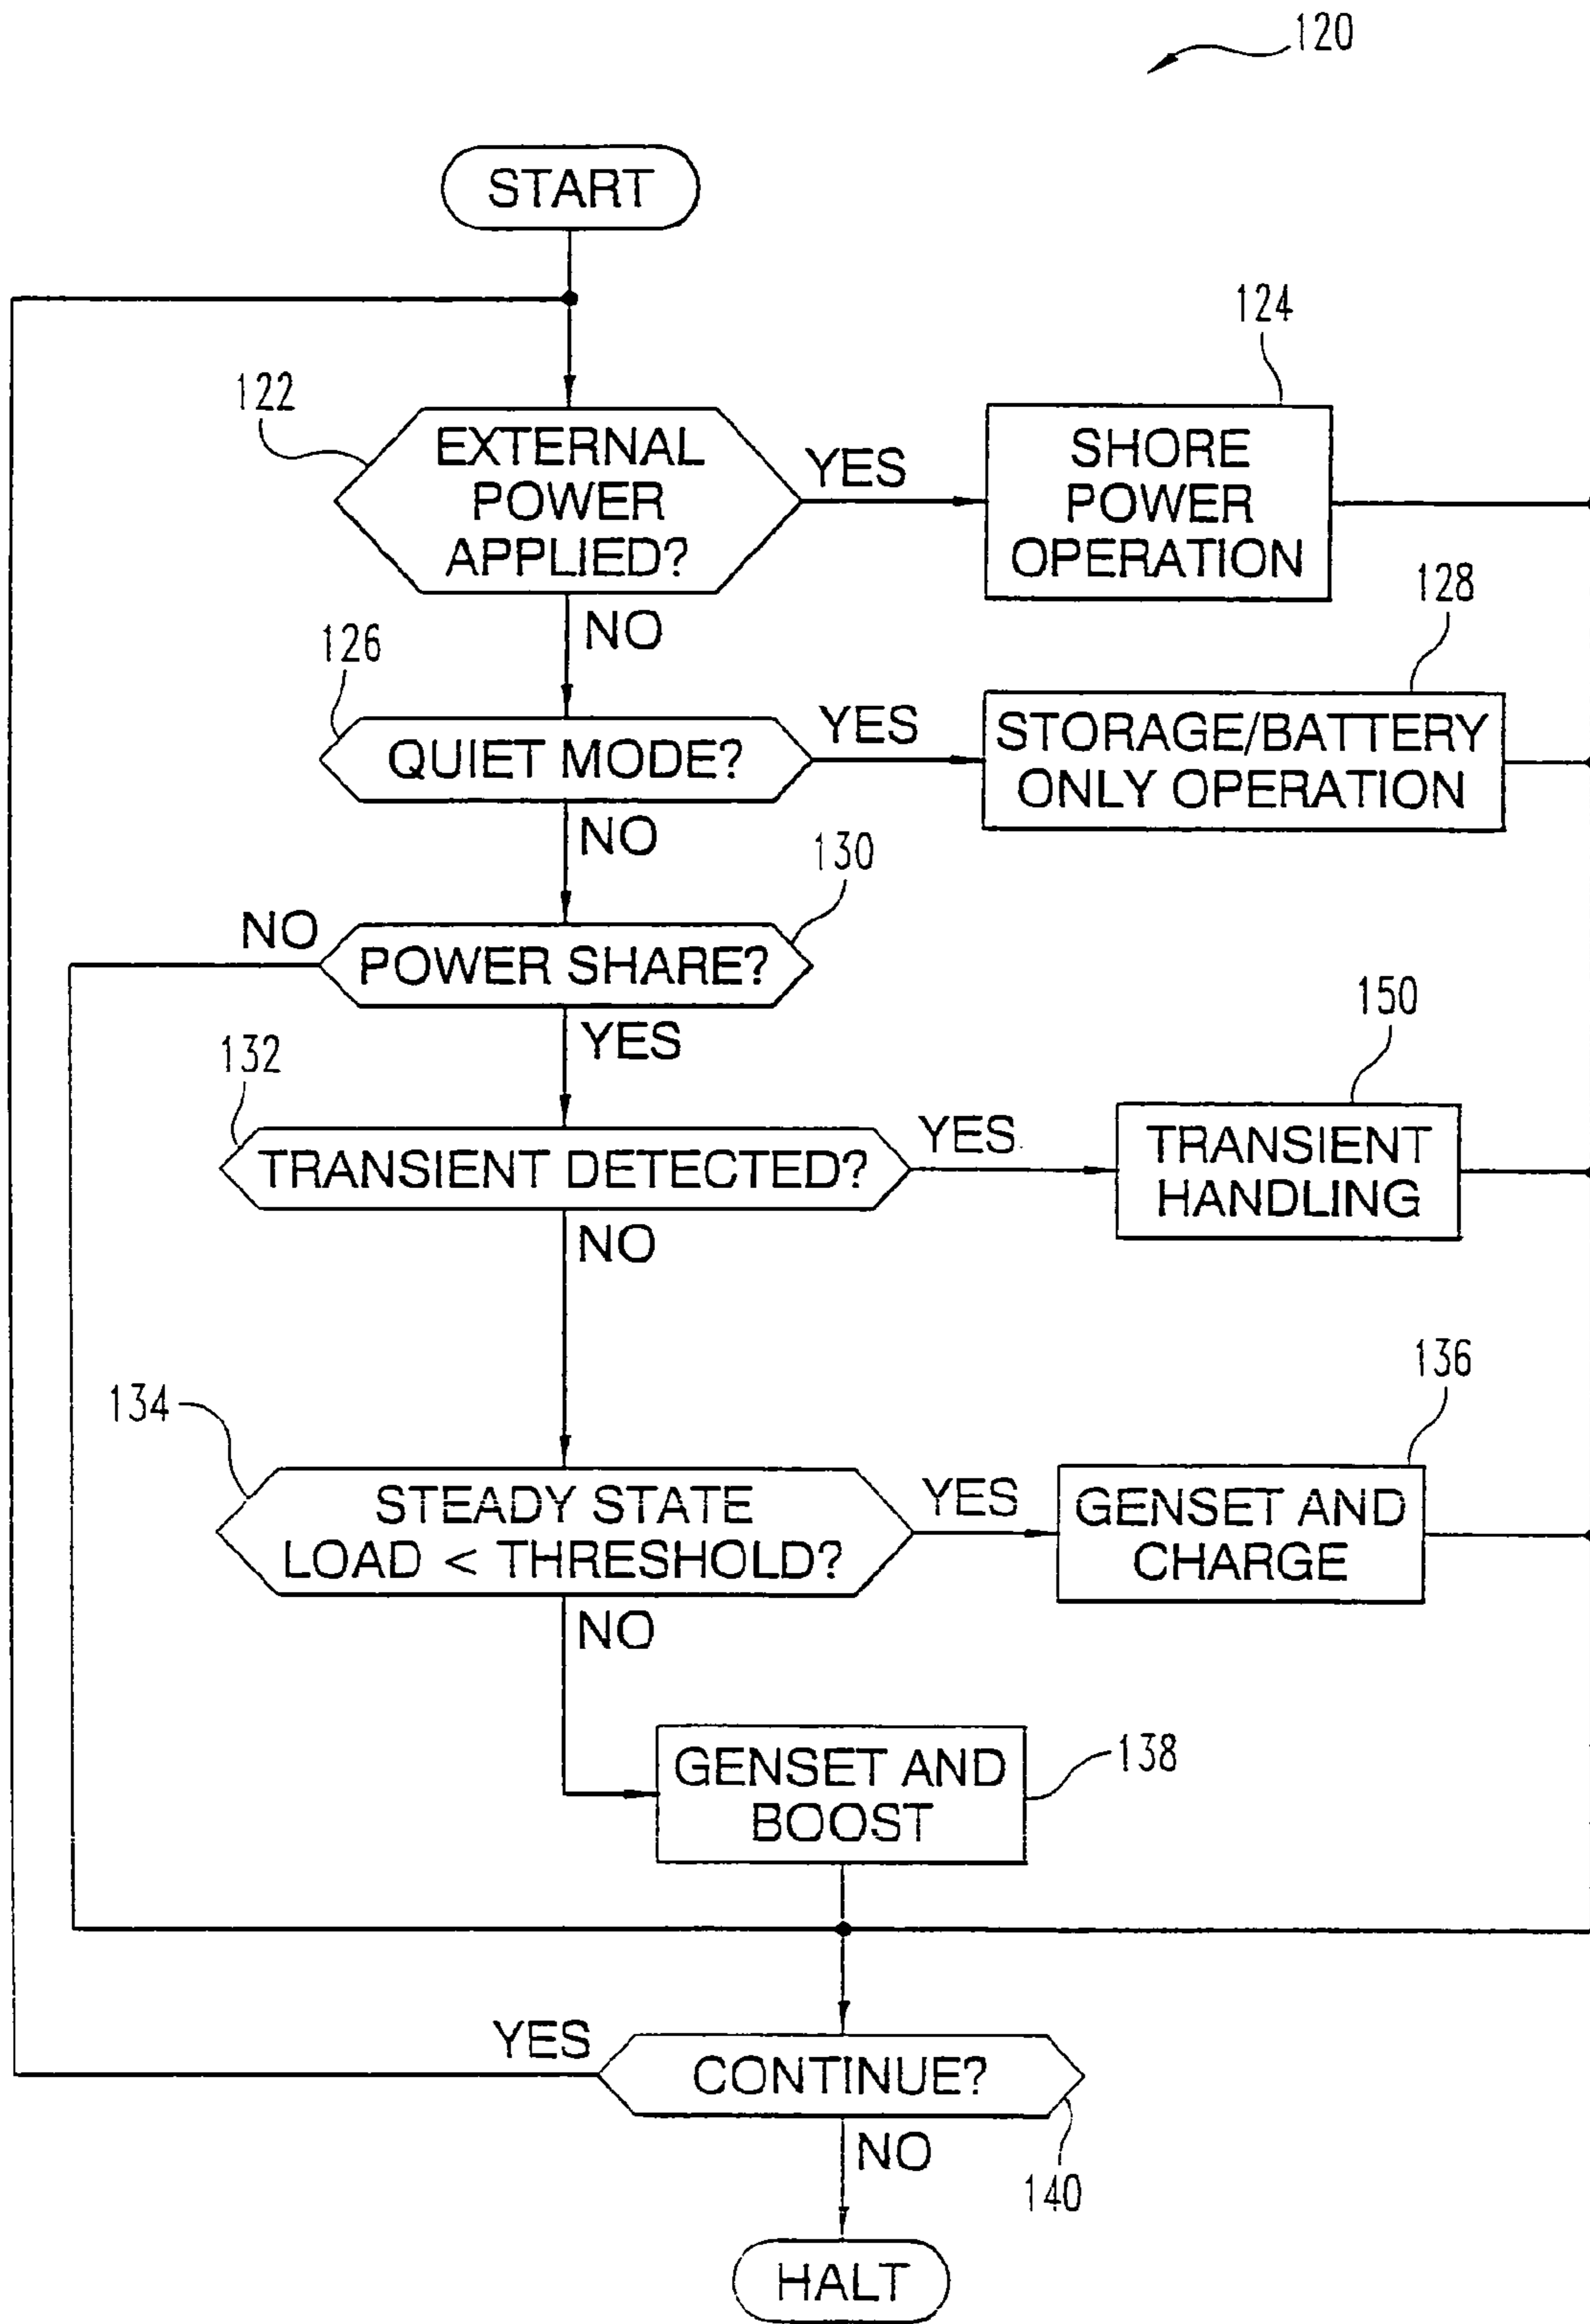 120
START
124
122
EXTERNAL
POWER
APPLIED?
YES
SHORE
POWER
OPERATION
NO
128
126
QUIET MODE?
YES
STORAGE/BATTERY
ONLY OPERATION
NO
130
NO
POWER SHARE?
YES
150
132
TRANSIENT DETECTED?
YES
TRANSIENT
HANDLING
NO
136
134
STEADY STATE
LOAD < THRESHOLD?
YES
GENSET AND
CHARGE
NO
GENSET AND
BOOST
138
YES
CONTINUE?
NO
140
HALT